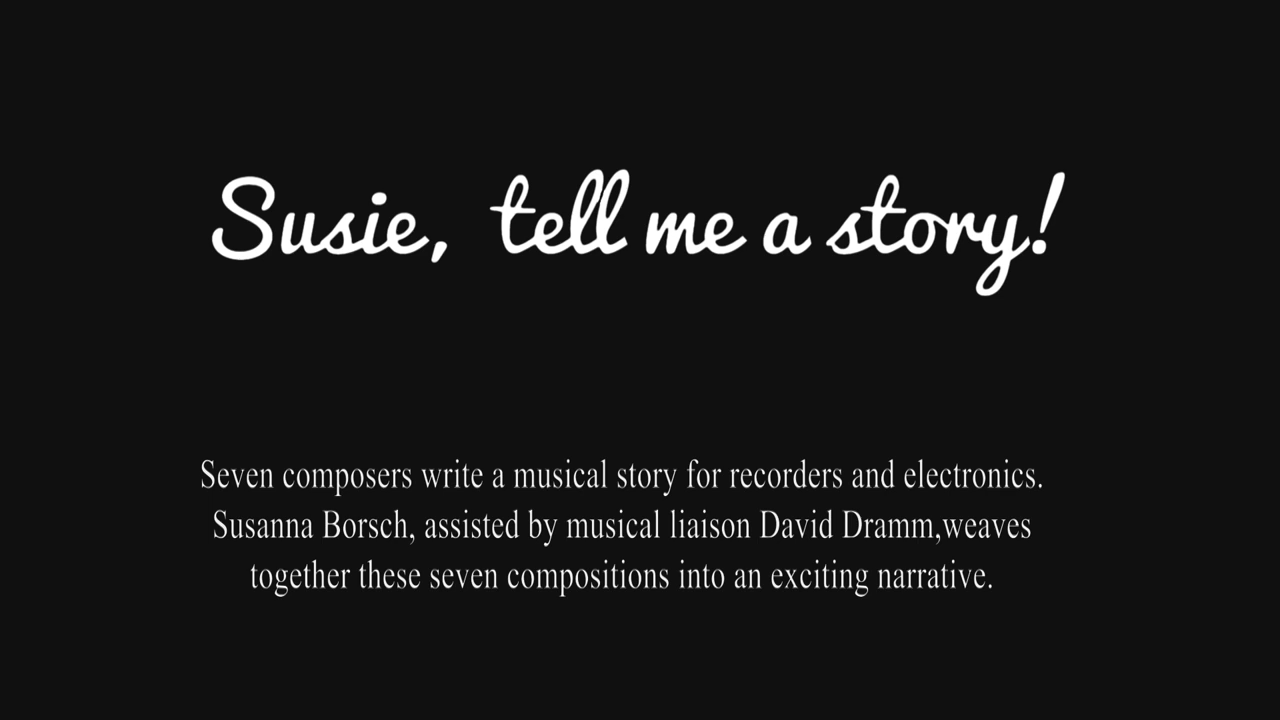 Susie, tell me a story!
Seven composers write a musical story for recorders and electronics.
Susanna Borsch, assisted by musical liaison David Dramm,weaves
together these seven compositions into an exciting narrative.